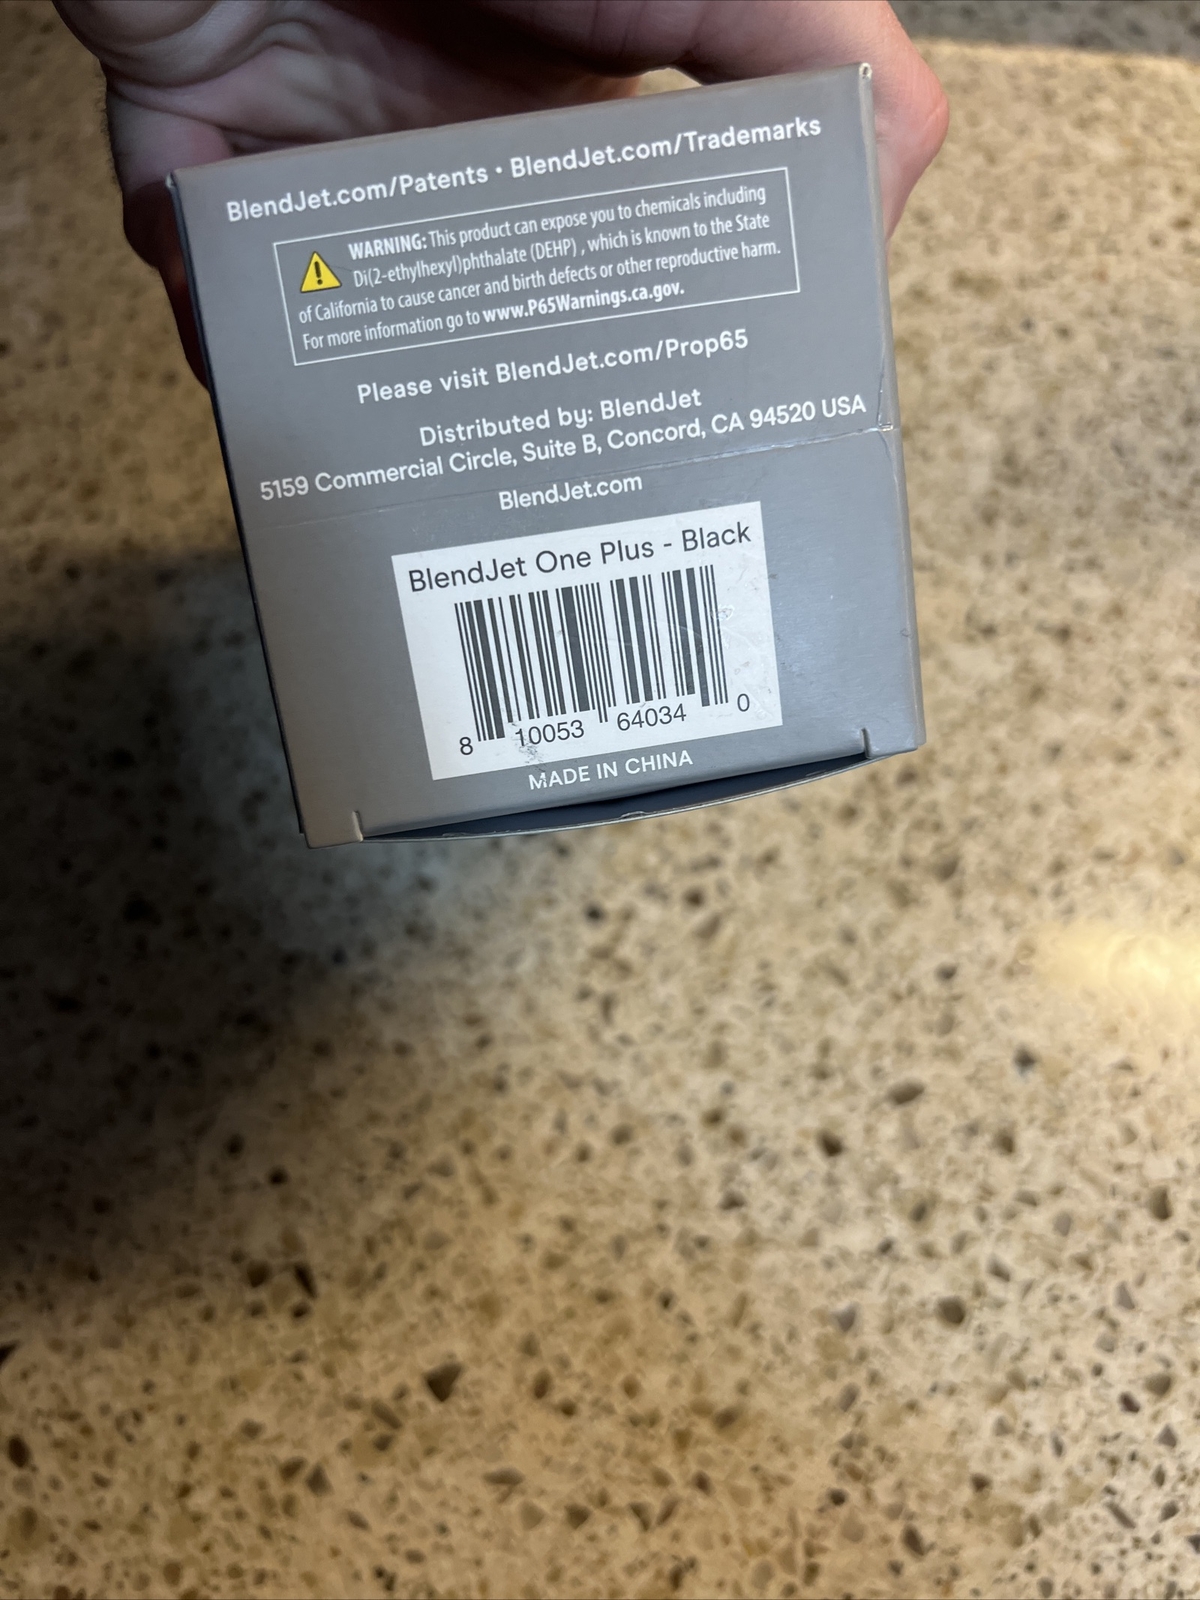 BlendJet.com/Patents • BlendJet.com/Trademarks
WARNING: This product can expose you to chemicals including
Di(2-ethylhexyl)phthalate (DEHP) , which is known to the State
of California to cause cancer and birth defects or other reproductive harm.
For more information go to www.P65Warnings.ca.gov.
Please visit BlendJet.com/Prop65
Distributed by: BlendJet
5159 Commercial Circle, Suite B, Concord, CA 94520 USA
BlendJet.com
BlendJet One Plus - Black
8 10053 64034 0
MADE IN CHINA